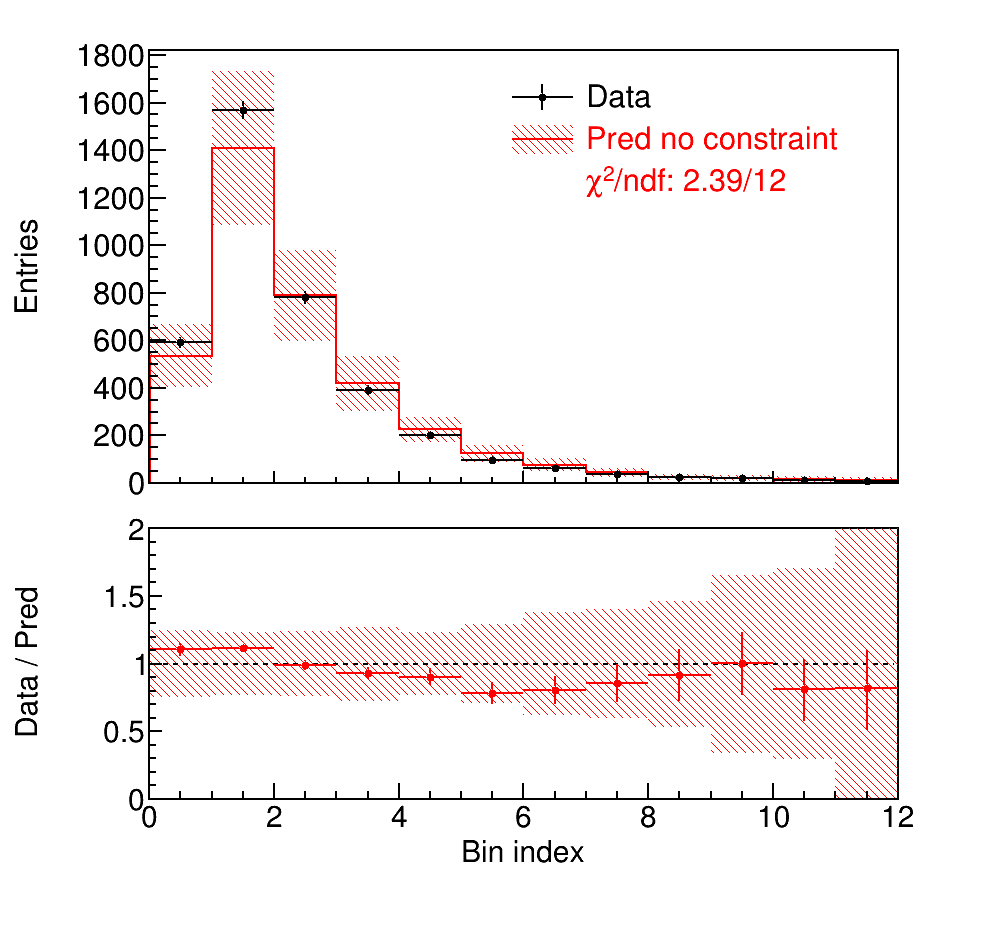 1800
1600
1400
1200
1000
800
600
400
200
0
Entries
Data
Pred no constraint
χ²/ndf: 2.39/12
2
1.5
1
0.5
0
Data / Pred
0 2 4 6 8 10 12
Bin index